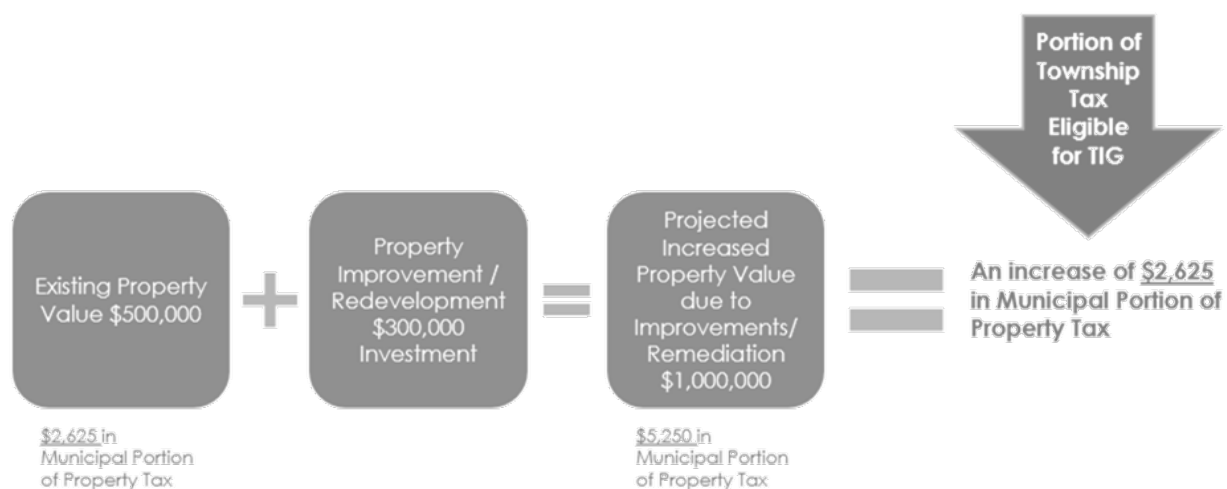 Portion of
Township
Tax
Eligible
for TIG
Existing Property
Value $500,000
+
Property
Improvement /
Redevelopment
$300,000
Investment
=
Projected
Increased
Property Value
due to
Improvements/
Remediation
$1,000,000
=
An increase of $2,625
in Municipal Portion of
Property Tax
$2,625 in
Municipal Portion
of Property Tax
$5,250 in
Municipal Portion
of Property Tax